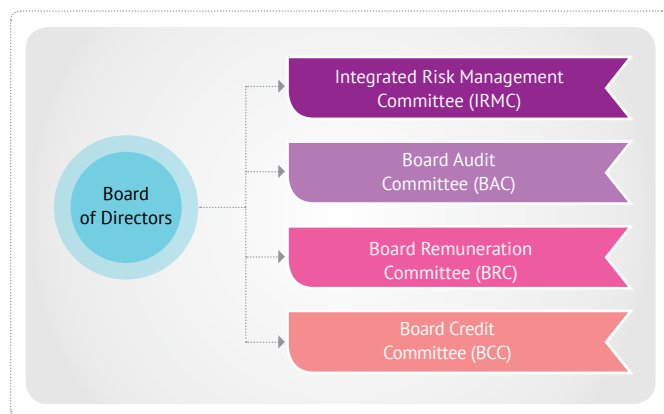 Integrated Risk Management
Committee (IRMC)
Board Audit
Committee (BAC)
Board
of Directors
Board Remuneration
Committee (BRC)
Board Credit
Committee (BCC)